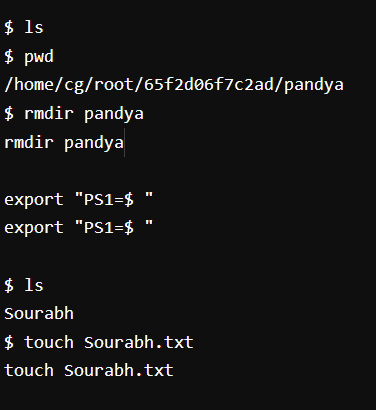 $ ls
$ pwd
/home/cg/root/65f2d06f7c2ad/pandya
$ rmdir pandya
rmdir pandya
export "PS1=$ "
export "PS1=$ "
$ ls
Sourabh
$ touch Sourabh.txt
touch Sourabh.txt